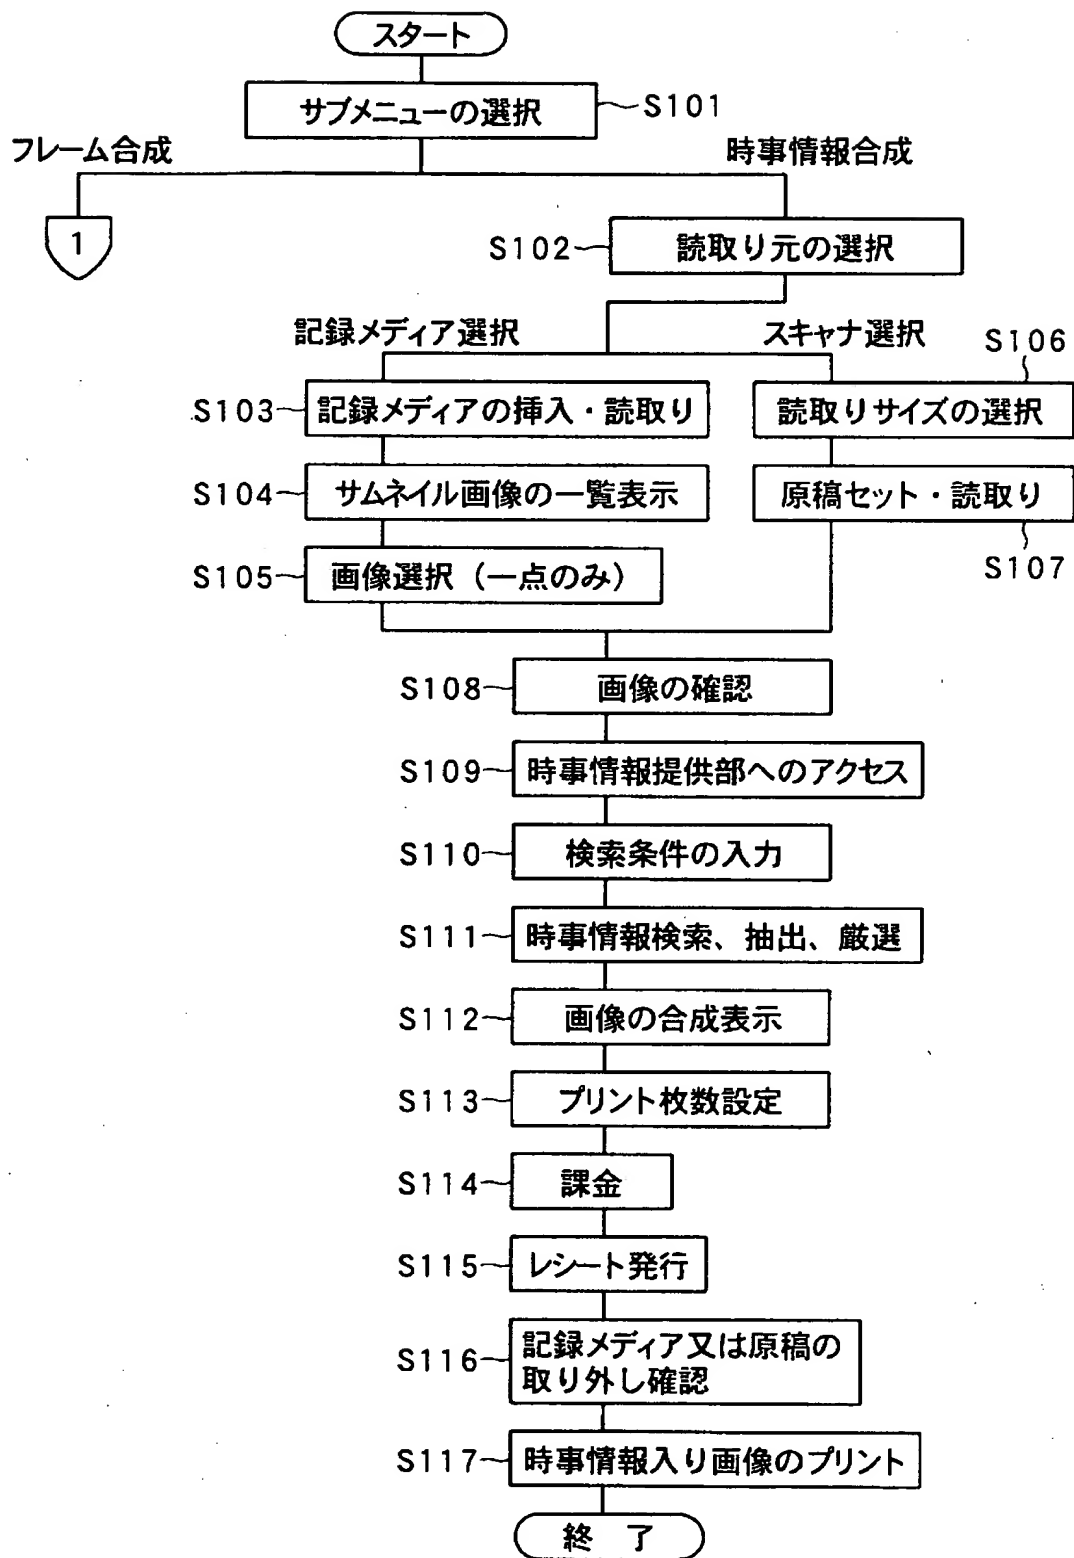 スタート
サブメニューの選択
S101
フレーム合成
時事情報合成
1
S102
読取り元の選択
記録メディア選択
スキャナ選択
S106
S103
記録メディアの挿入・読取り
読取りサイズの選択
S104
サムネイル画像の一覧表示
原稿セット・読取り
S105
画像選択（一点のみ）
S107
S108
画像の確認
S109
時事情報提供部へのアクセス
S110
検索条件の入力
S111
時事情報検索、抽出、厳選
S112
画像の合成表示
S113
プリント枚数設定
S114
課金
S115
レシート発行
S116
記録メディア又は原稿の
取り外し確認
S117
時事情報入り画像のプリント
終 了